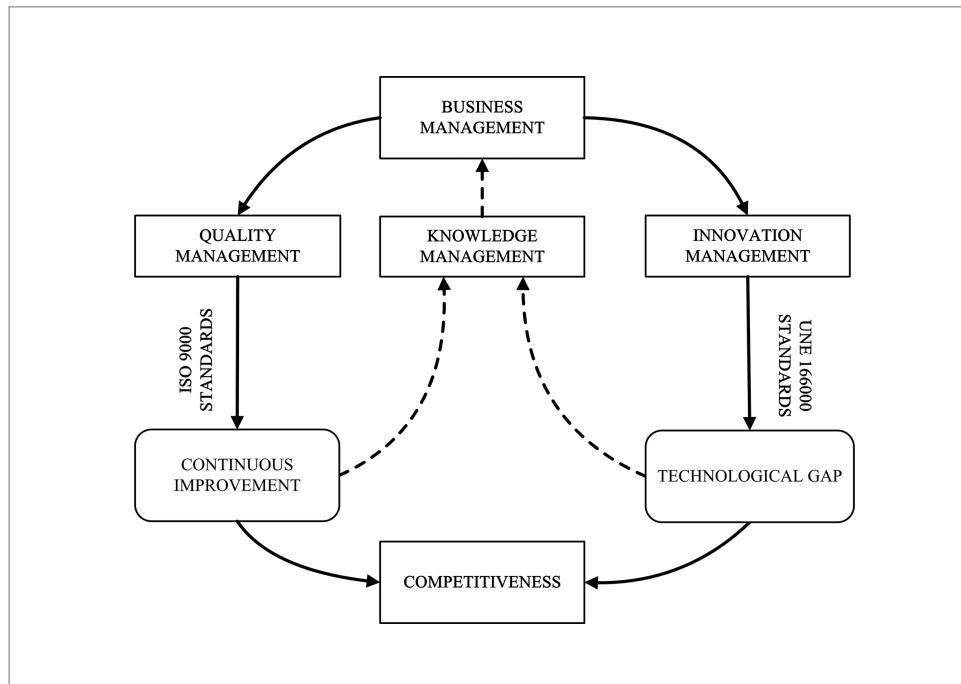 BUSINESS
MANAGEMENT
QUALITY
MANAGEMENT
KNOWLEDGE
MANAGEMENT
INNOVATION
MANAGEMENT
ISO 9000
STANDARDS
UNE 166000
STANDARDS
CONTINUOUS
IMPROVEMENT
TECHNOLOGICAL GAP
COMPETITIVENESS